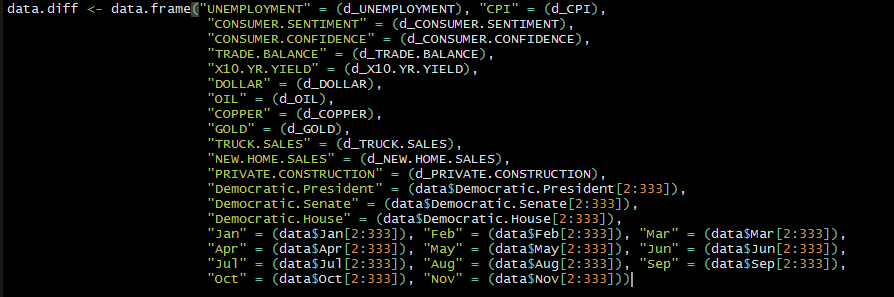 data.diff <- data.frame("UNEMPLOYMENT" = (d_UNEMPLOYMENT), "CPI" = (d_CPI),
"CONSUMER.SENTIMENT" = (d_CONSUMER.SENTIMENT),
"CONSUMER.CONFIDENCE" = (d_CONSUMER.CONFIDENCE),
"TRADE.BALANCE" = (d_TRADE.BALANCE),
"X10.YR.YIELD" = (d_X10.YR.YIELD),
"DOLLAR" = (d_DOLLAR),
"OIL" = (d_OIL),
"COPPER" = (d_COPPER),
"GOLD" = (d_GOLD),
"TRUCK.SALES" = (d_TRUCK.SALES),
"NEW.HOME.SALES" = (d_NEW.HOME.SALES),
"PRIVATE.CONSTRUCTION" = (d_PRIVATE.CONSTRUCTION),
"Democratic.President" = (data$Democratic.President[2:333]),
"Democratic.Senate" = (data$Democratic.Senate[2:333]),
"Democratic.House" = (data$Democratic.House[2:333]),
"Jan" = (data$Jan[2:333]), "Feb" = (data$Feb[2:333]), "Mar" = (data$Mar[2:333]),
"Apr" = (data$Apr[2:333]), "May" = (data$May[2:333]), "Jun" = (data$Jun[2:333]),
"Jul" = (data$Jul[2:333]), "Aug" = (data$Aug[2:333]), "Sep" = (data$Sep[2:333]),
"Oct" = (data$Oct[2:333]), "Nov" = (data$Nov[2:333]))